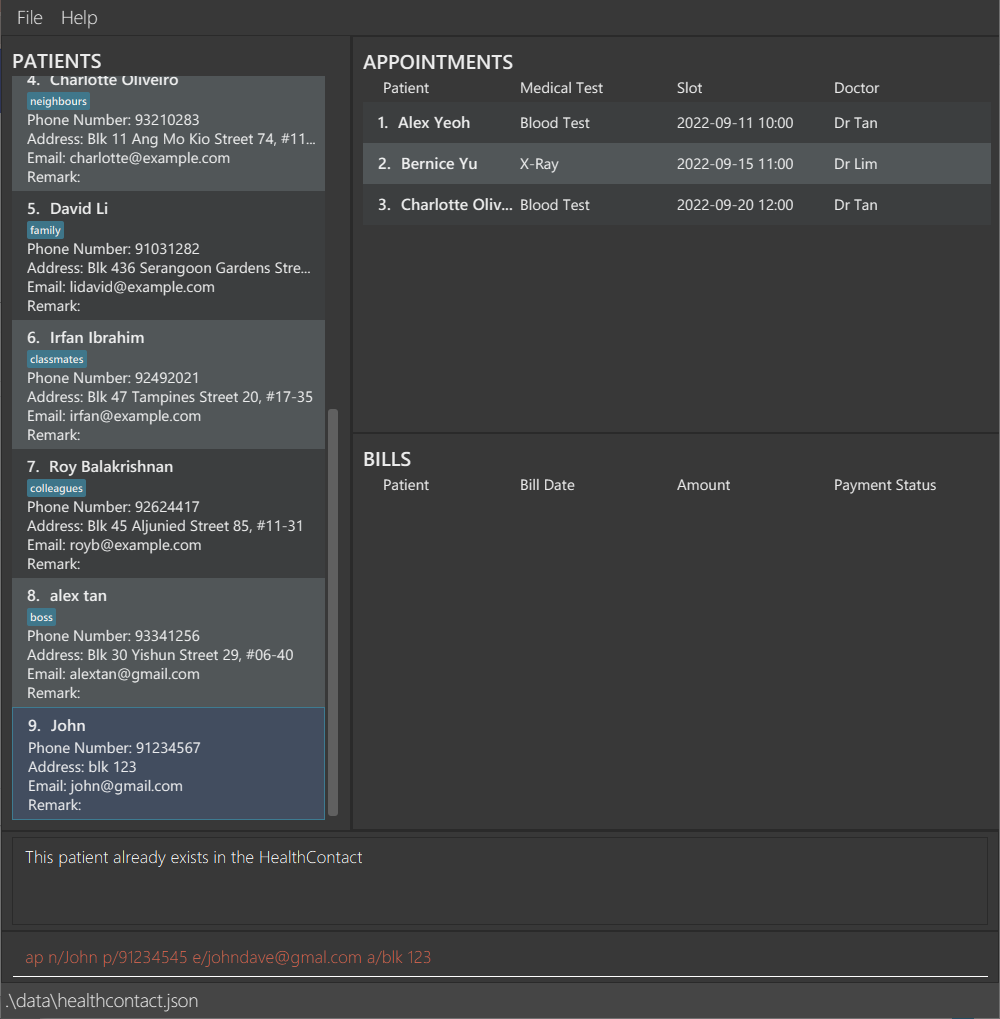 File Help
PATIENTS
4. Charlotte Oliveiro
neighbours
Phone Number: 93210283
Address: Blk 11 Ang Mo Kio Street 74, #11...
Email: charlotte@example.com
Remark:
5. David Li
family
Phone Number: 91031282
Address: Blk 436 Serangoon Gardens Stre...
Email: lidavid@example.com
Remark:
6. Irfan Ibrahim
classmates
Phone Number: 92492021
Address: Blk 47 Tampines Street 20, #17-35
Email: irfan@example.com
Remark:
7. Roy Balakrishnan
colleagues
Phone Number: 92624417
Address: Blk 45 Aljunied Street 85, #11-31
Email: royb@example.com
Remark:
8. alex tan
boss
Phone Number: 93341256
Address: Blk 30 Yishun Street 29, #06-40
Email: alextan@gmail.com
Remark:
9. John
Phone Number: 91234567
Address: blk 123
Email: john@gmail.com
Remark:
APPOINTMENTS
Patient Medical Test Slot Doctor
1. Alex Yeoh Blood Test 2022-09-11 10:00 Dr Tan
2. Bernice Yu X-Ray 2022-09-15 11:00 Dr Lim
3. Charlotte Oliv... Blood Test 2022-09-20 12:00 Dr Tan
BILLS
Patient Bill Date Amount Payment Status
This patient already exists in the HealthContact
ap n/John p/91234545 e/johndave@gmal.com a/blk 123
.\data\healthcontact.json